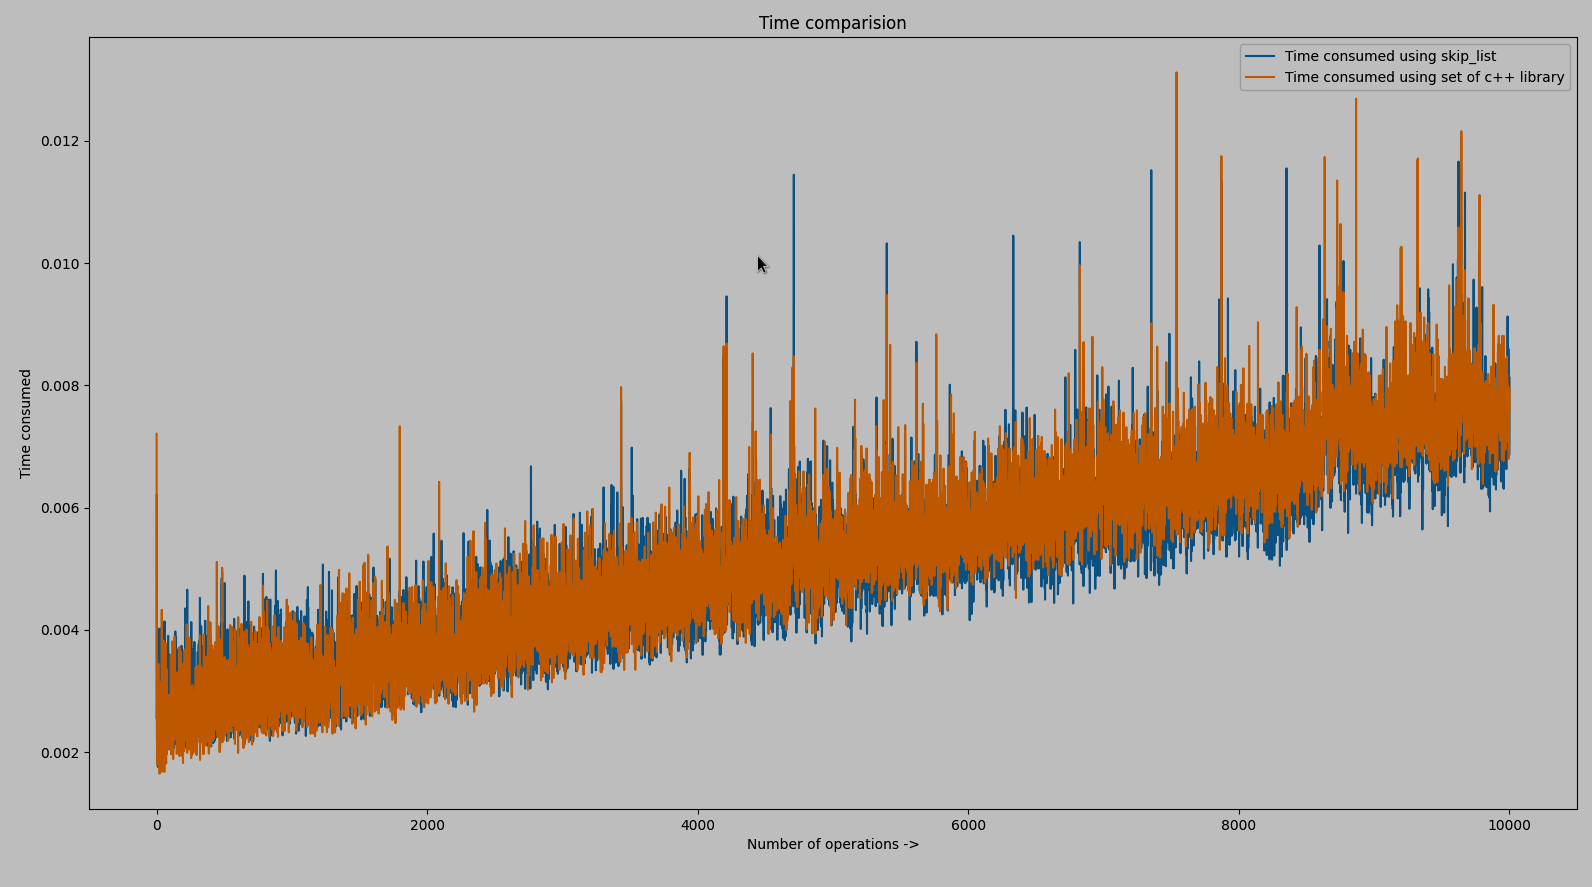 Time comparision
Time consumed using skip_list
Time consumed using set of c++ library
0.012
0.010
0.008
0.006
0.004
0.002
Time consumed
0 2000 4000 6000 8000 10000
Number of operations ->